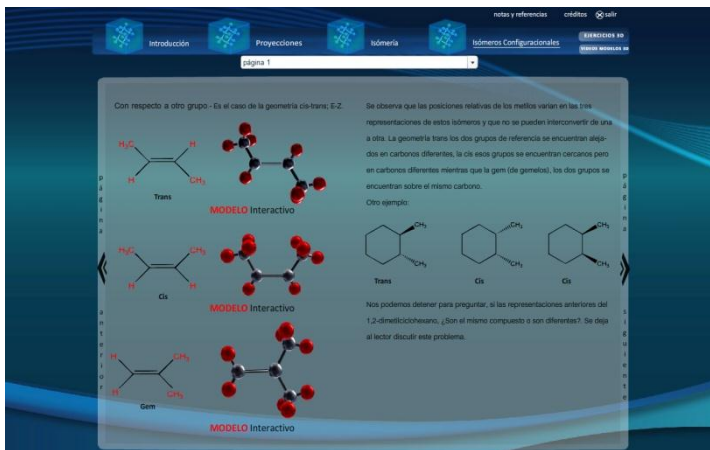 notas y referencias créditos salir
Introducción Proyecciones Isómería Isómeros Configuracionales EJERCICIOS 3D
VIDEOS MODELOS 3D
página 1
Con respecto a otro grupo.- Es el caso de la geometría cis-trans; E-Z.
H₃C H
H CH₃
Trans
MODELO Interactivo
H₃C CH₃
H H
Cis
MODELO Interactivo
H CH₃
H CH₃
Gem
MODELO Interactivo
Se observa que las posiciones relativas de los metilos varian en las tres
representaciones de estos isómeros y que no se pueden interconvertir de una
a otra. La geometría trans los dos grupos de referencia se encuentran aleja-
dos en carbonos diferentes, la cis esos grupos se encuentran cercanos pero
en carbonos diferentes mientras que la gem (de gemelos), los dos grupos se
encuentran sobre el mismo carbono.
Otro ejemplo:
CH₃ CH₃ CH₃
CH₃ CH₃ CH₃
Trans Cis Cis
Nos podemos detener para preguntar, si las representaciones anteriores del
1,2-dimetilciclohexano, ¿Son el mismo compuesto o son diferentes?. Se deja
al lector discutir este problema.
página anterior
página siguiente